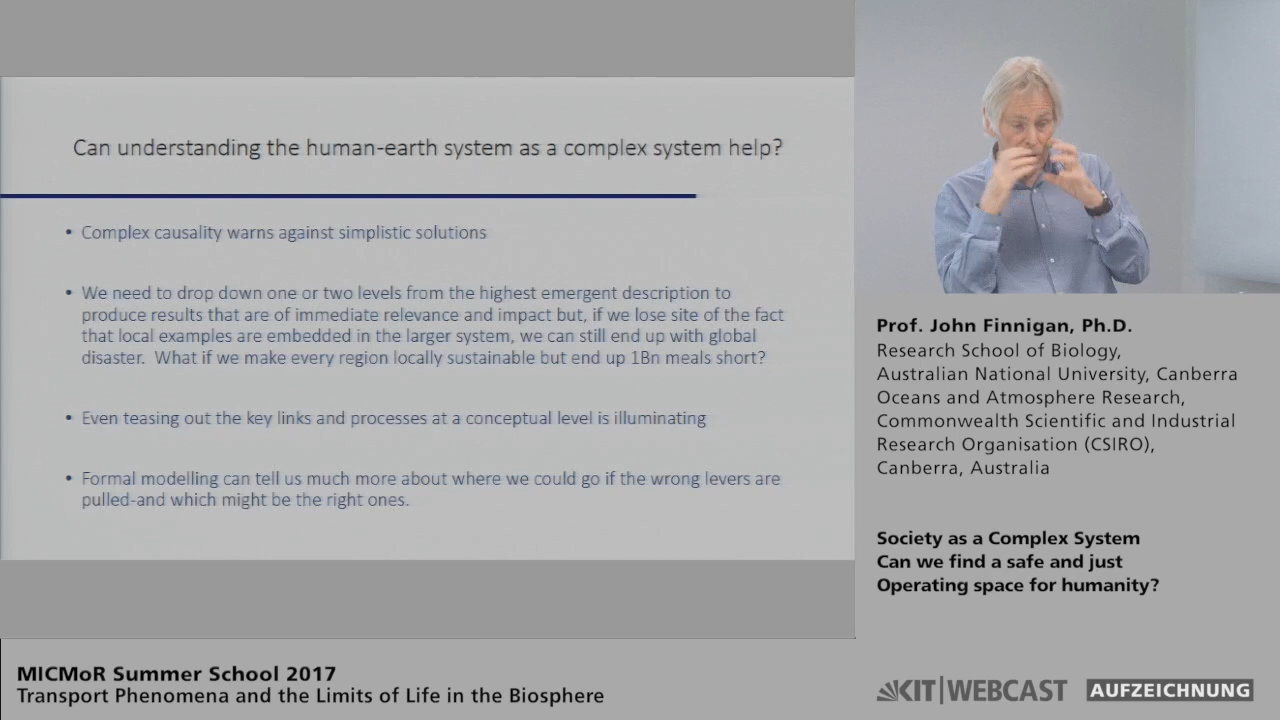 Can understanding the human-earth system as a complex system help?
• Complex causality warns against simplistic solutions
• We need to drop down one or two levels from the highest emergent description to
produce results that are of immediate relevance and impact but, if we lose site of the fact
that local examples are embedded in the larger system, we can still end up with global
disaster. What if we make every region locally sustainable but end up 1Bn meals short?
• Even teasing out the key links and processes at a conceptual level is illuminating
• Formal modelling can tell us much more about where we could go if the wrong levers are
pulled-and which might be the right ones.
Prof. John Finnigan, Ph.D.
Research School of Biology,
Australian National University, Canberra
Oceans and Atmosphere Research,
Commonwealth Scientific and Industrial
Research Organisation (CSIRO),
Canberra, Australia
Society as a Complex System
Can we find a safe and just
Operating space for humanity?
MICMoR Summer School 2017
Transport Phenomena and the Limits of Life in the Biosphere
KIT|WEBCAST AUFZEICHNUNG